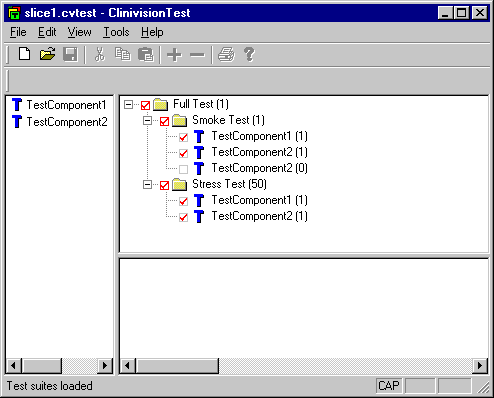 slice1.cvtest - ClinivisionTest
File Edit View Tools Help
TestComponent1
TestComponent2
Full Test (1)
Smoke Test (1)
TestComponent1 (1)
TestComponent2 (1)
TestComponent2 (0)
Stress Test (50)
TestComponent1 (1)
TestComponent2 (1)
Test suites loaded CAP